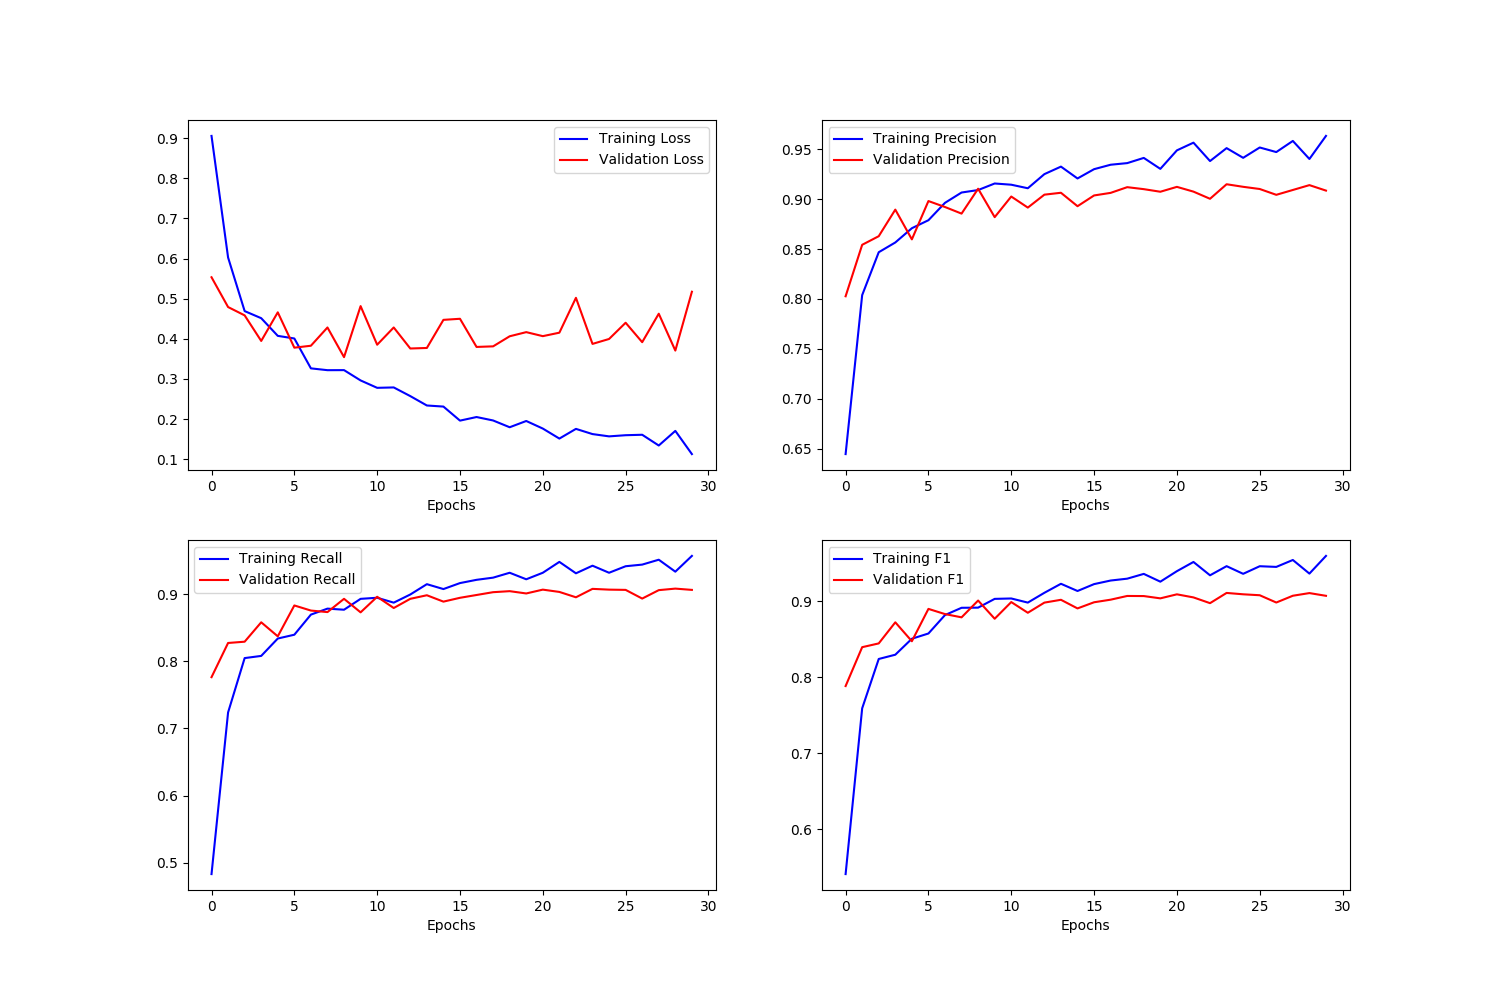 Training Loss
Validation Loss
0.9
0.8
0.7
0.6
0.5
0.4
0.3
0.2
0.1
0 5 10 15 20 25 30
Epochs
Training Precision
Validation Precision
0.95
0.90
0.85
0.80
0.75
0.70
0.65
0 5 10 15 20 25 30
Epochs
Training Recall
Validation Recall
0.9
0.8
0.7
0.6
0.5
0 5 10 15 20 25 30
Epochs
Training F1
Validation F1
0.9
0.8
0.7
0.6
0 5 10 15 20 25 30
Epochs